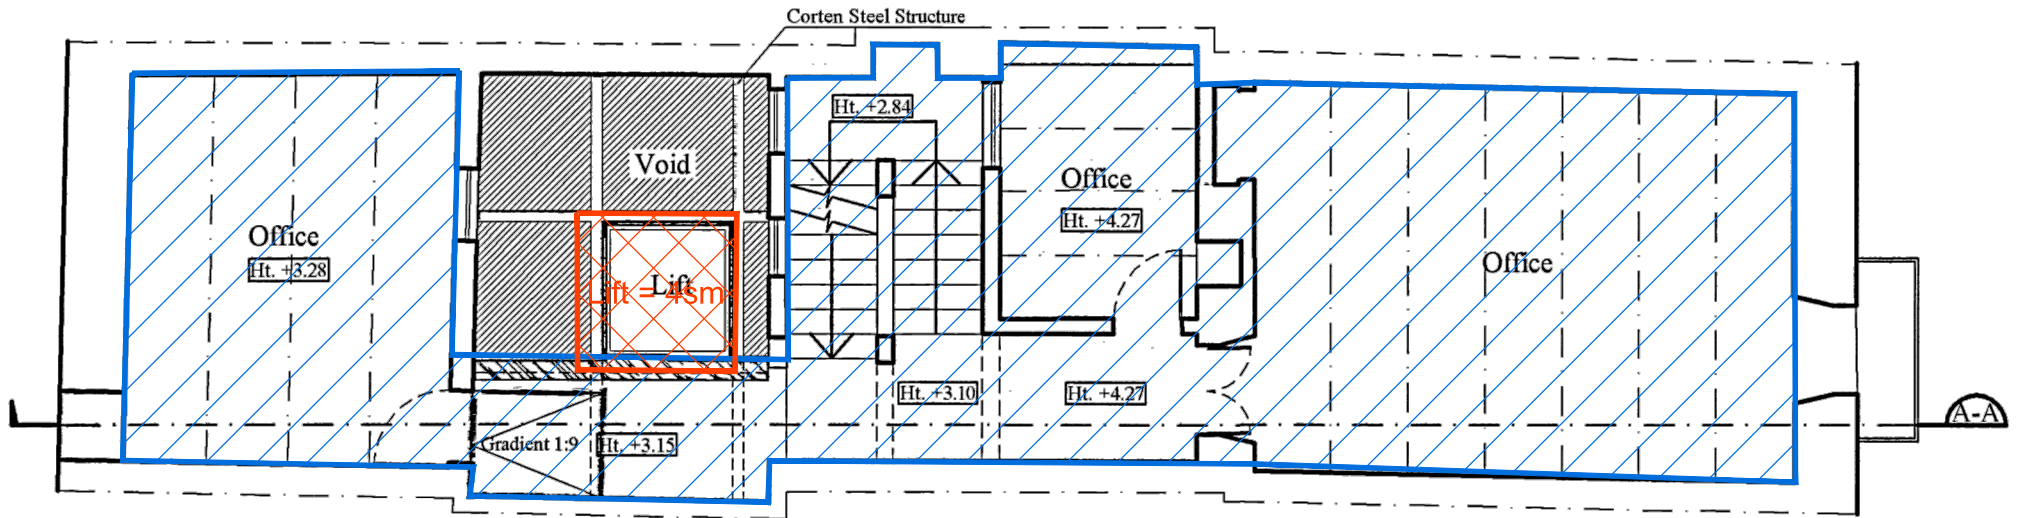 Corten Steel Structure
Ht. +2.84
Void
Office
Ht. +4.27
Office
Ht. +3.28
Office
Lift
Lift = 4sm
Ht. +3.10
Ht. +4.27
A-A
Gradient 1:9
Ht. +3.15